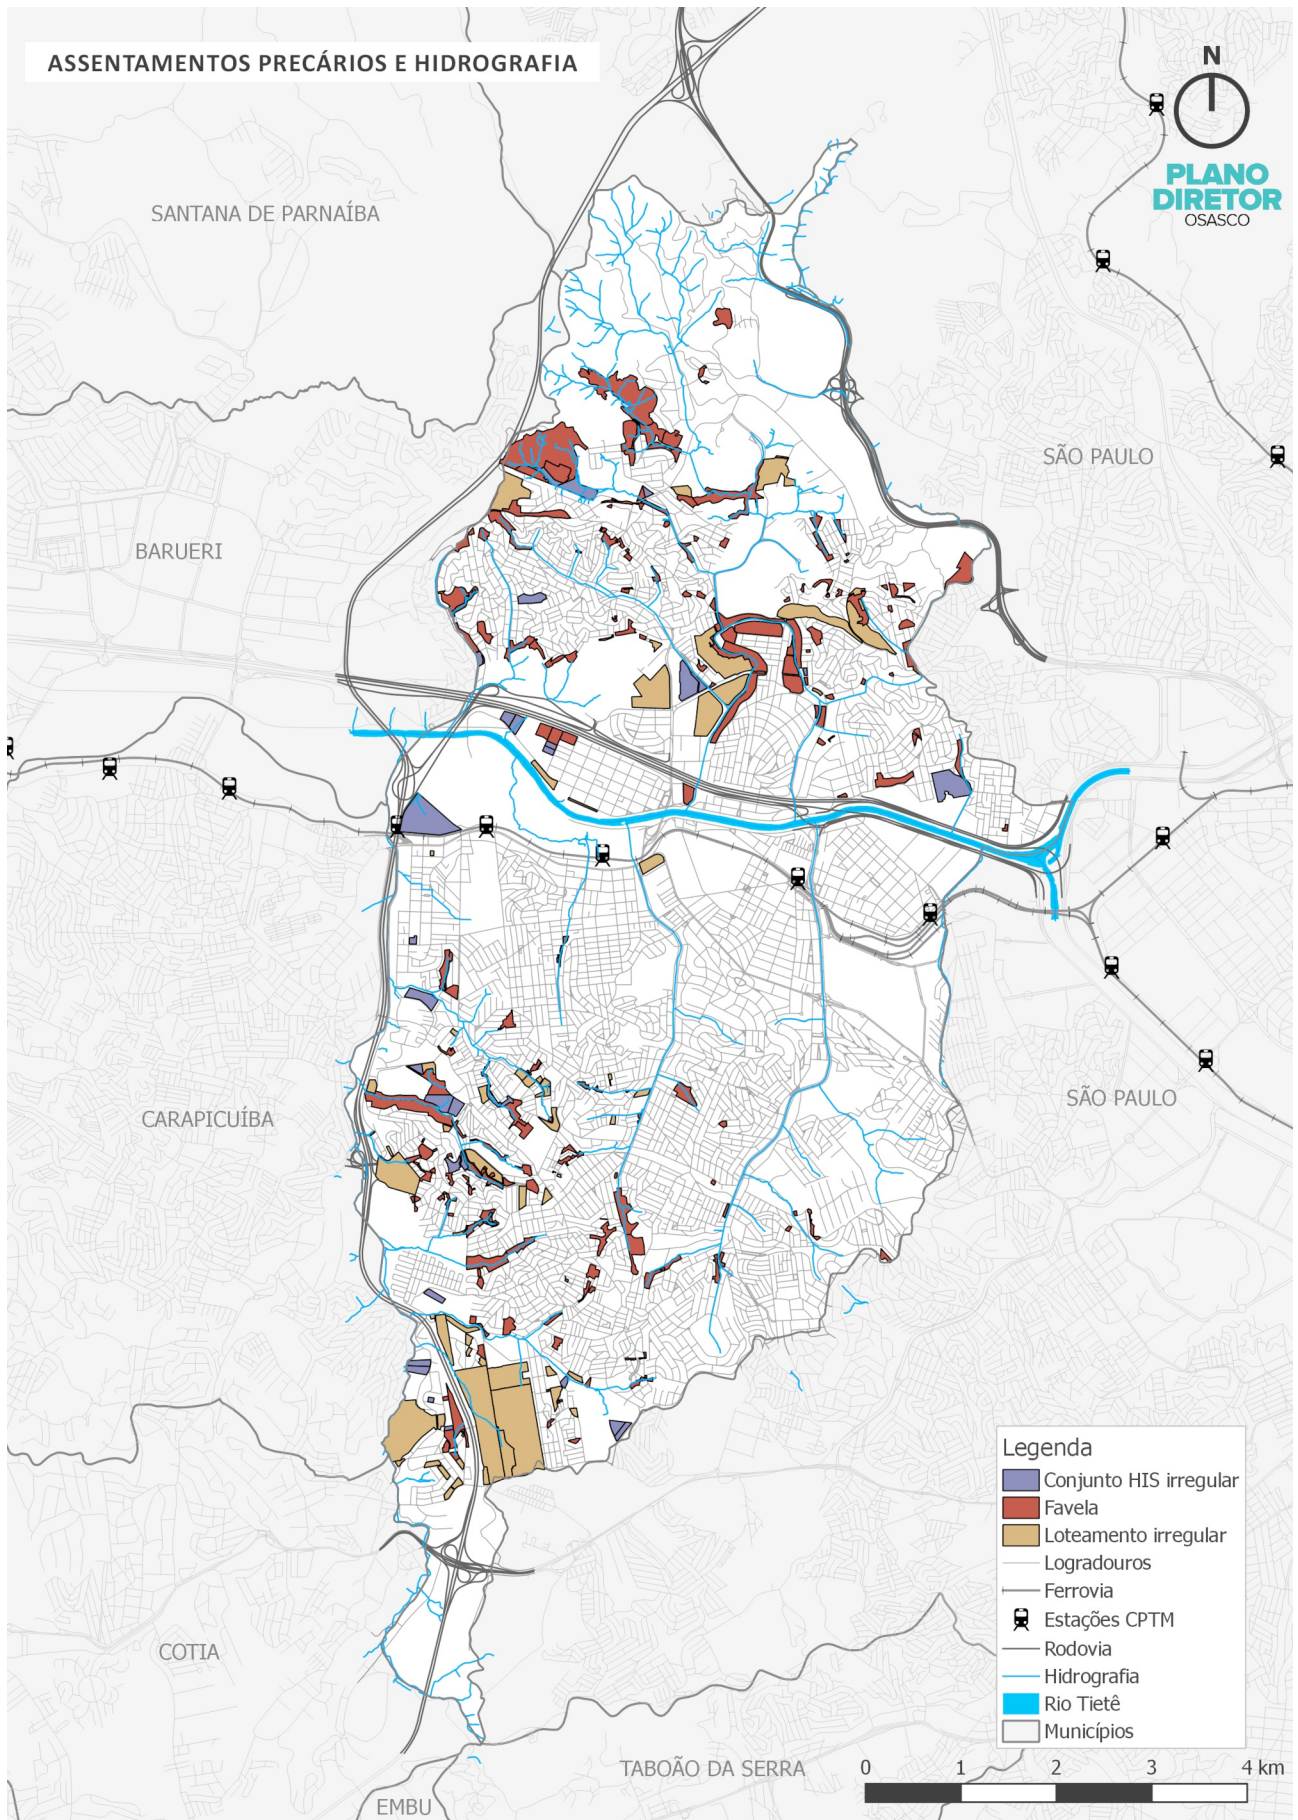 ASSENTAMENTOS PRECÁRIOS E HIDROGRAFIA
N
PLANO
DIRETOR
OSASCO
SANTANA DE PARNAÍBA
SÃO PAULO
BARUERI
SÃO PAULO
CARAPICUÍBA
COTIA
TABOÃO DA SERRA
EMBU
Legenda
Conjunto HIS irregular
Favela
Loteamento irregular
Logradouros
Ferrovia
Estações CPTM
Rodovia
Hidrografia
Rio Tietê
Municípios
0 1 2 3 4 km